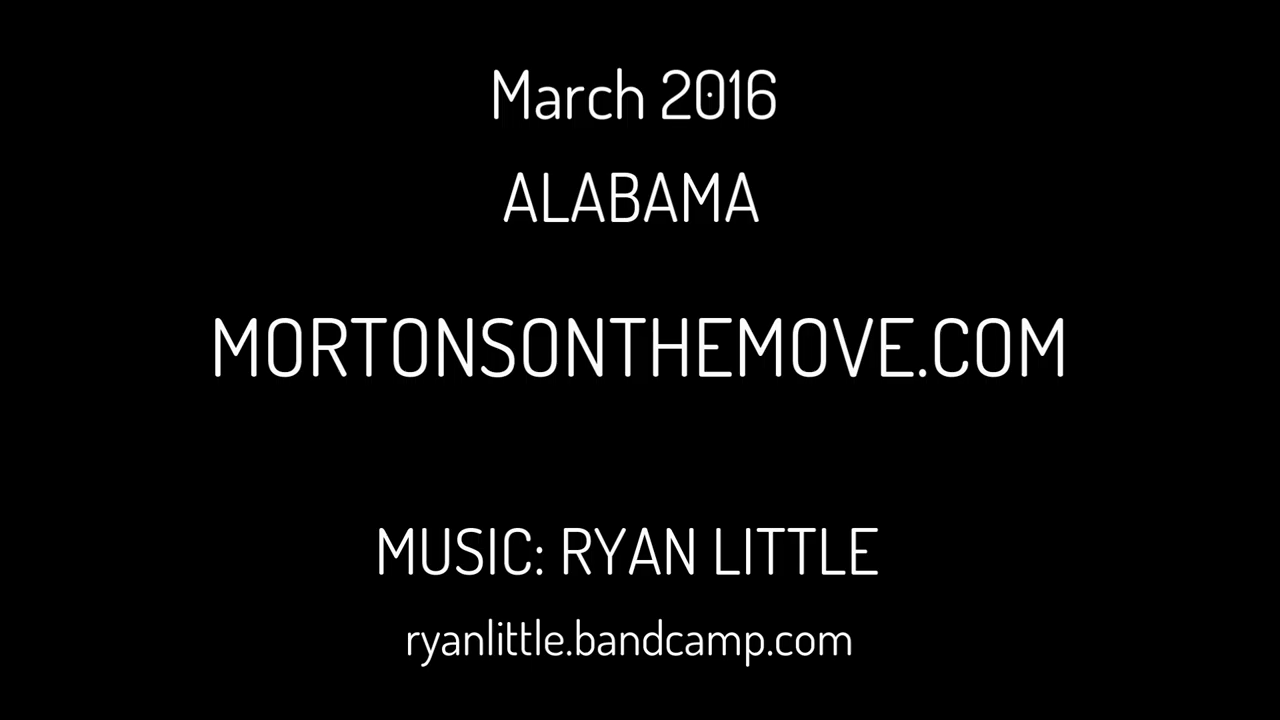 March 2016
ALABAMA
MORTONSONTHEMOVE.COM
MUSIC: RYAN LITTLE
ryanlittle.bandcamp.com